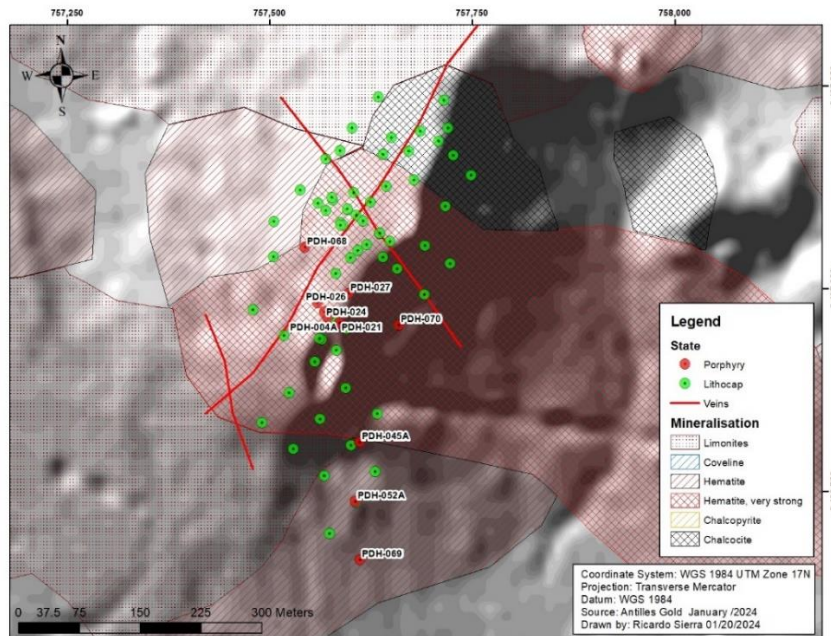 757,250 757,500 757,750 758,000
N
W E
S
PDH-068
PDH-027
PDH-026
PDH-024
PDH-004A PDH-021 PDH-070
PDH-045A
PDH-052A
PDH-069
Legend
State
Porphyry
Lithocap
Veins
Mineralisation
Limonites
Coveline
Hematite
Hematite, very strong
Chalcopyrite
Chalcocite
0 37.5 75 150 225 300 Meters
Coordinate System: WGS 1984 UTM Zone 17N
Projection: Transverse Mercator
Datum: WGS 1984
Source: Antilles Gold January /2024
Drawn by: Ricardo Sierra 01/20/2024